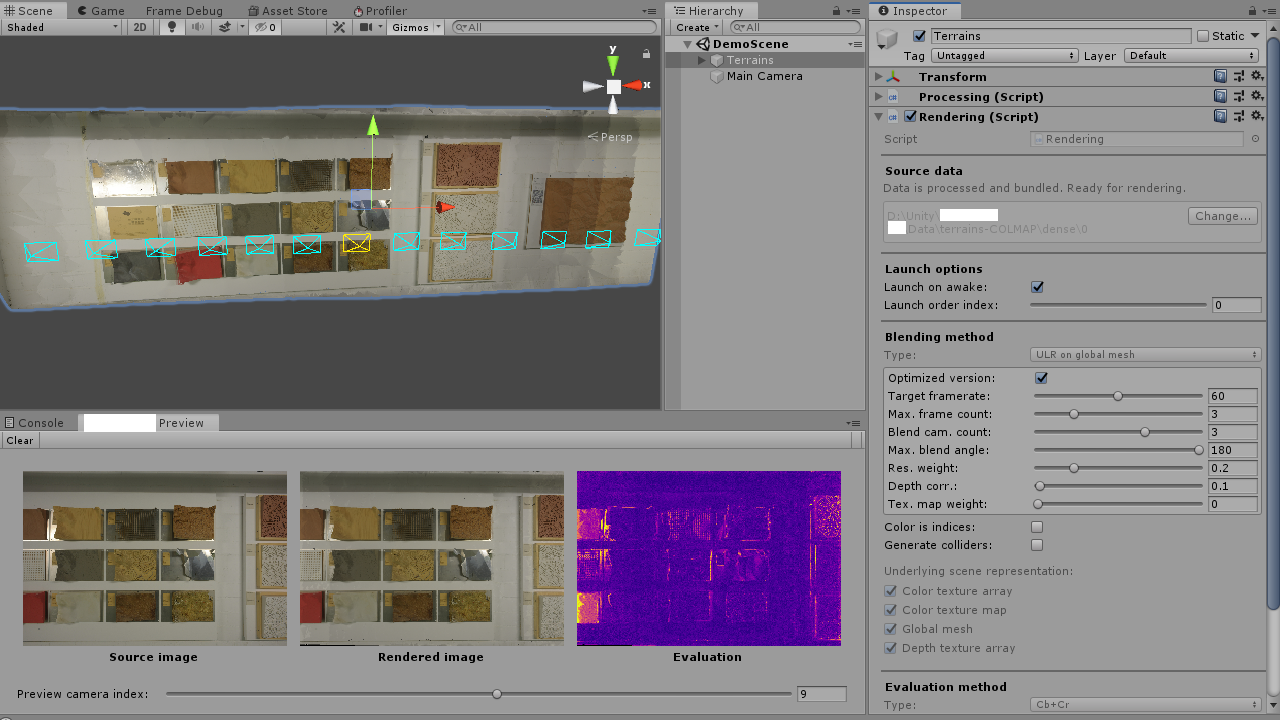 Scene
Game
Frame Debug
Asset Store
Profiler
Shaded
2D
0
Gizmos
All
y
x
Persp
Hierarchy
Create
All
DemoScene
Terrains
Main Camera
Inspector
Terrains
Static
Tag
Untagged
Layer
Default
Transform
Processing (Script)
Rendering (Script)
Script
Rendering
Source data
Data is processed and bundled. Ready for rendering.
D:\Unity\
Data\terrains-COLMAP\dense\0
Change...
Launch options
Launch on awake:
Launch order index:
0
Blending method
Type:
ULR on global mesh
Optimized version:
Target framerate:
60
Max. frame count:
3
Blend cam. count:
3
Max. blend angle:
180
Res. weight:
0.2
Depth corr.:
0.1
Tex. map weight:
0
Color is indices:
Generate colliders:
Underlying scene representation:
Color texture array
Color texture map
Global mesh
Depth texture array
Evaluation method
Type:
Cb+Cr
Console
Preview
Clear
Source image
Rendered image
Evaluation
Preview camera index:
9